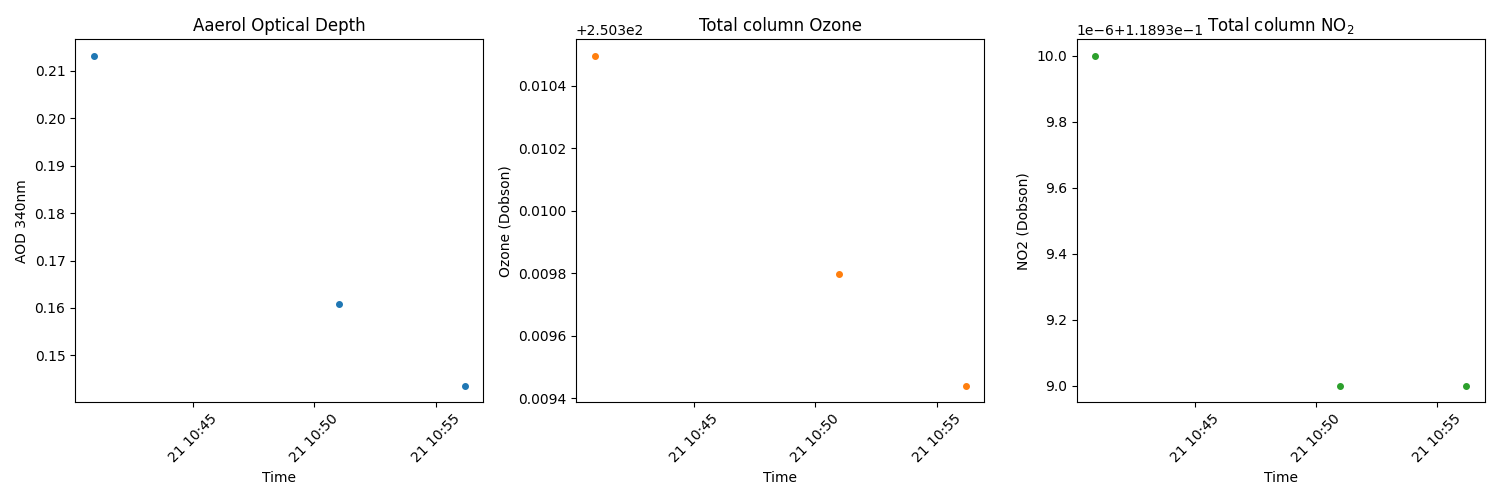 Aaerol Optical Depth
AOD 340nm
0.21
0.20
0.19
0.18
0.17
0.16
0.15
21 10:45
21 10:50
21 10:55
Time
Total column Ozone
+2.503e2
Ozone (Dobson)
0.0104
0.0102
0.0100
0.0098
0.0096
0.0094
21 10:45
21 10:50
21 10:55
Time
Total column NO₂
1e−6+1.1893e−1
NO2 (Dobson)
10.0
9.8
9.6
9.4
9.2
9.0
21 10:45
21 10:50
21 10:55
Time